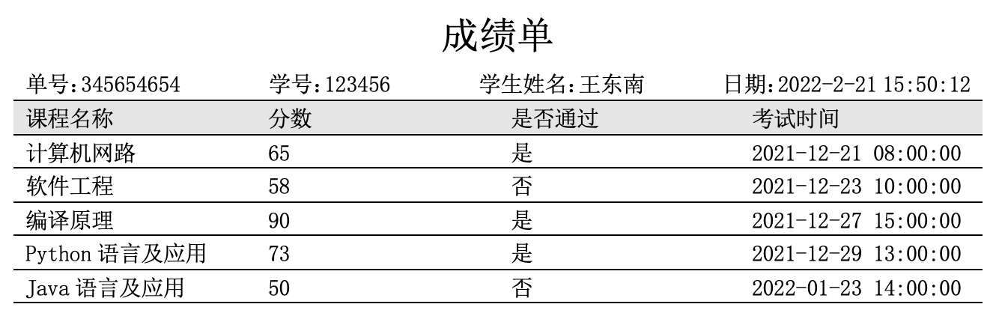 成绩单
单号:345654654 学号:123456 学生姓名:王东南 日期:2022-2-21 15:50:12
课程名称 分数 是否通过 考试时间
计算机网路 65 是 2021-12-21 08:00:00
软件工程 58 否 2021-12-23 10:00:00
编译原理 90 是 2021-12-27 15:00:00
Python 语言及应用 73 是 2021-12-29 13:00:00
Java 语言及应用 50 否 2022-01-23 14:00:00